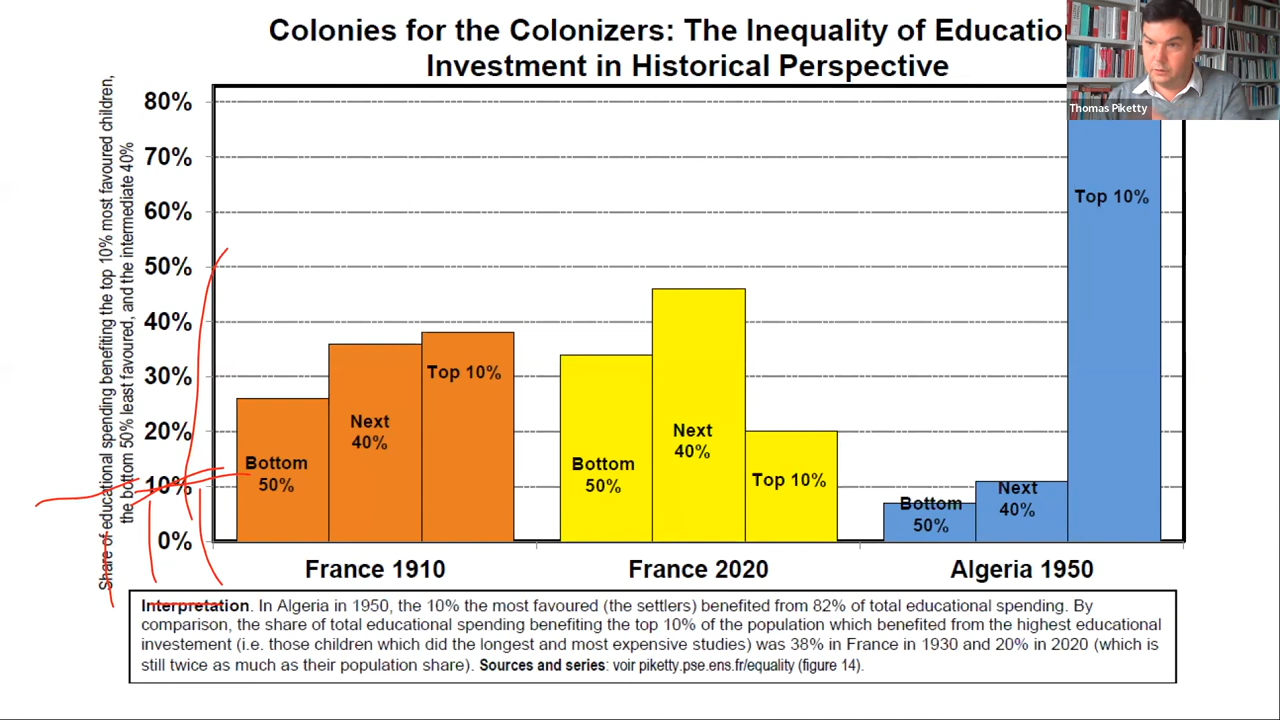 Colonies for the Colonizers: The Inequality of Educatio
Investment in Historical Perspective
Thomas Piketty
Share of educational spending benefiting the top 10% most favoured children,
the bottom 50% least favoured, and the intermediate 40%
80%
70%
60%
50%
40%
30%
20%
10%
0%
Bottom
50%
Next
40%
Top 10%
Bottom
50%
Next
40%
Top 10%
Bottom
50%
Next
40%
Top 10%
France 1910
France 2020
Algeria 1950
Interpretation. In Algeria in 1950, the 10% the most favoured (the settlers) benefited from 82% of total educational spending. By
comparison, the share of total educational spending benefiting the top 10% of the population which benefited from the highest educational
investement (i.e. those children which did the longest and most expensive studies) was 38% in France in 1930 and 20% in 2020 (which is
still twice as much as their population share). Sources and series: voir piketty.pse.ens.fr/equality (figure 14).